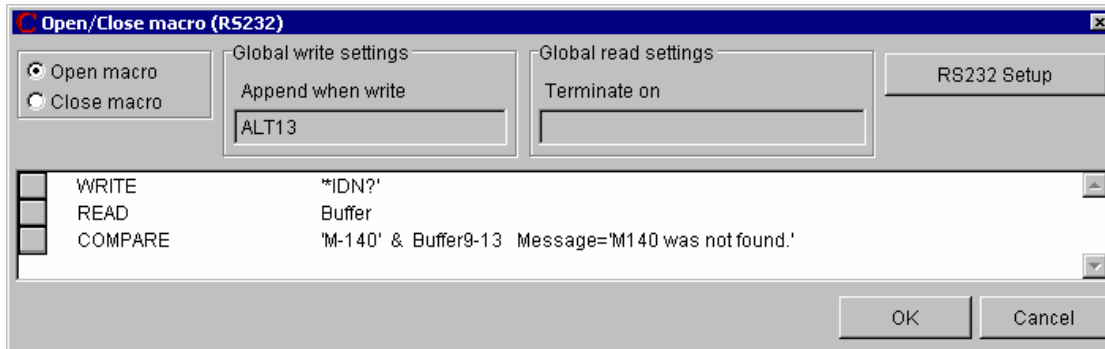 Open/Close macro (RS232)
Open macro
Close macro
Global write settings
Append when write
ALT13
Global read settings
Terminate on
RS232 Setup
WRITE '*IDN?'
READ Buffer
COMPARE 'M-140' & Buffer9-13 Message='M140 was not found.'
OK Cancel